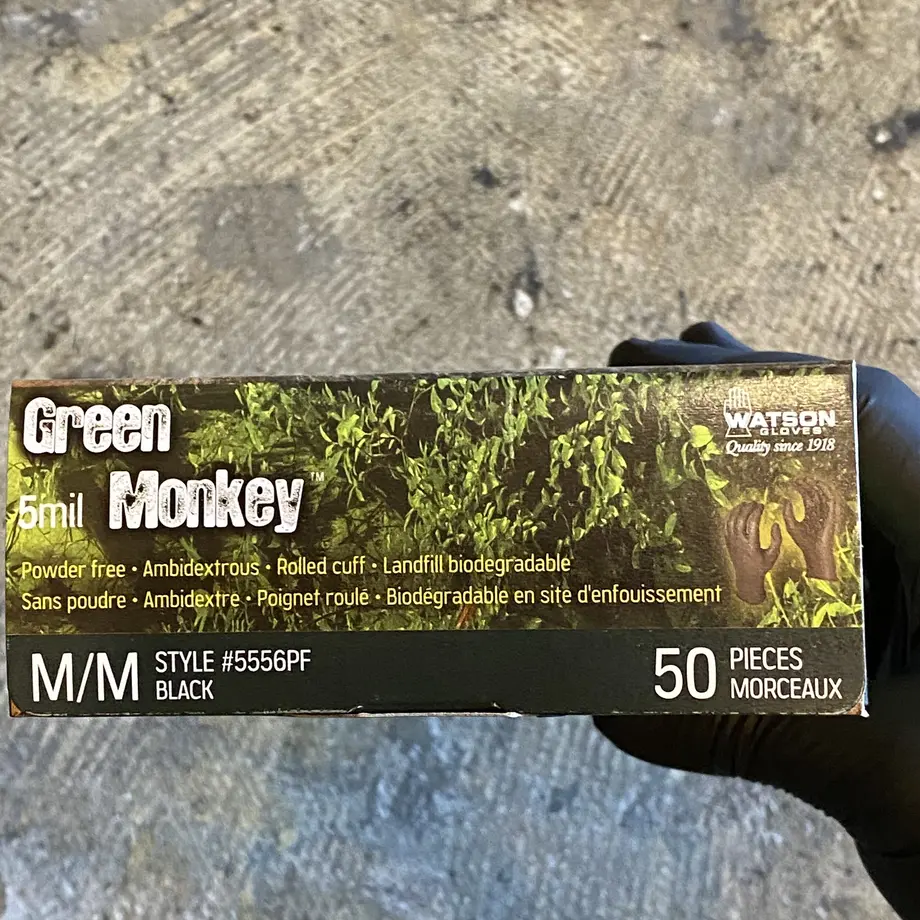 Green
5mil Monkey™
WATSON
GLOVES®
Quality since 1918
Powder free • Ambidextrous • Rolled cuff • Landfill biodegradable
Sans poudre • Ambidextre • Poignet roulé • Biodégradable en site d'enfouissement
M/M STYLE #5556PF
BLACK
50 PIECES
MORCEAUX